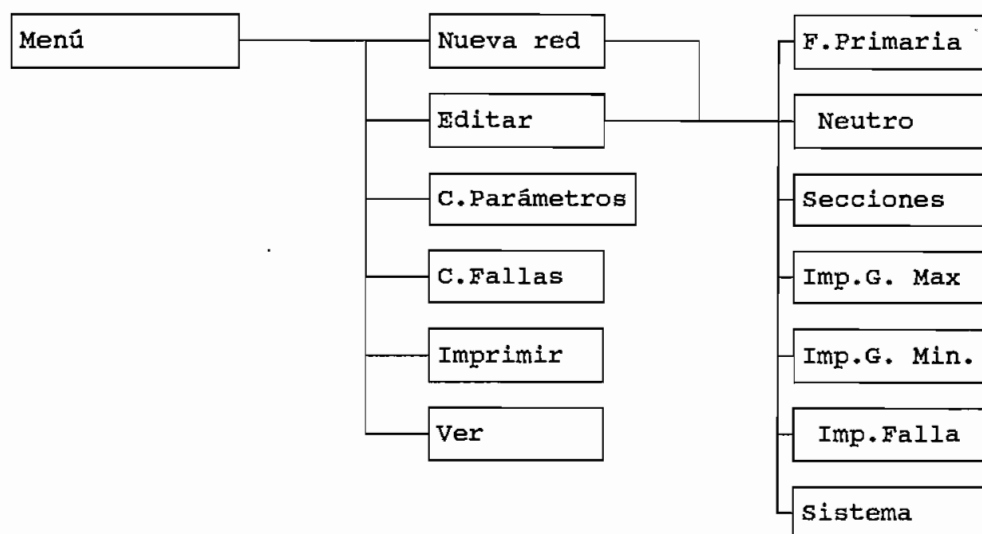 Menú
Nueva red
Editar
C.Parámetros
C.Fallas
Imprimir
Ver
F.Primaria
Neutro
Secciones
Imp.G. Max
Imp.G. Min.
Imp.Falla
Sistema